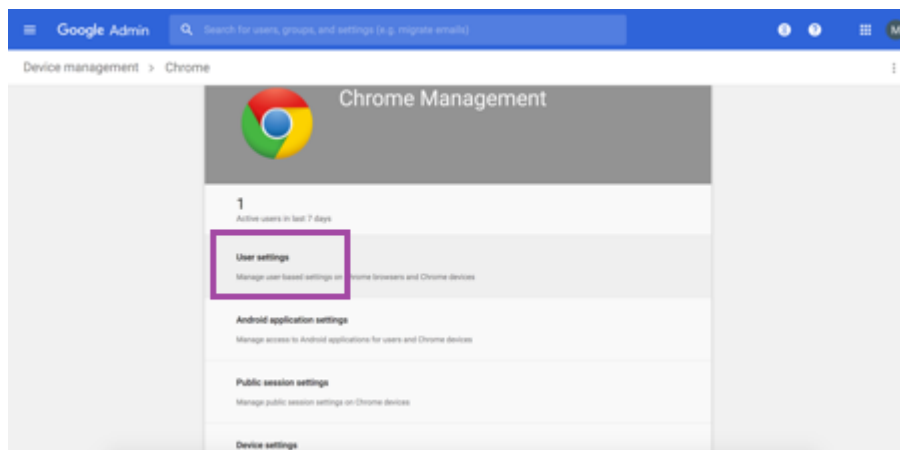 Google Admin
Search for users, groups, and settings (e.g. migrate emails)
M
Device management > Chrome
Chrome Management
1
Active users in last 7 days
User settings
Manage user-based settings on Chrome browsers and Chrome devices
Android application settings
Manage access to Android applications for users and Chrome devices
Public session settings
Manage public session settings on Chrome devices
Device settings